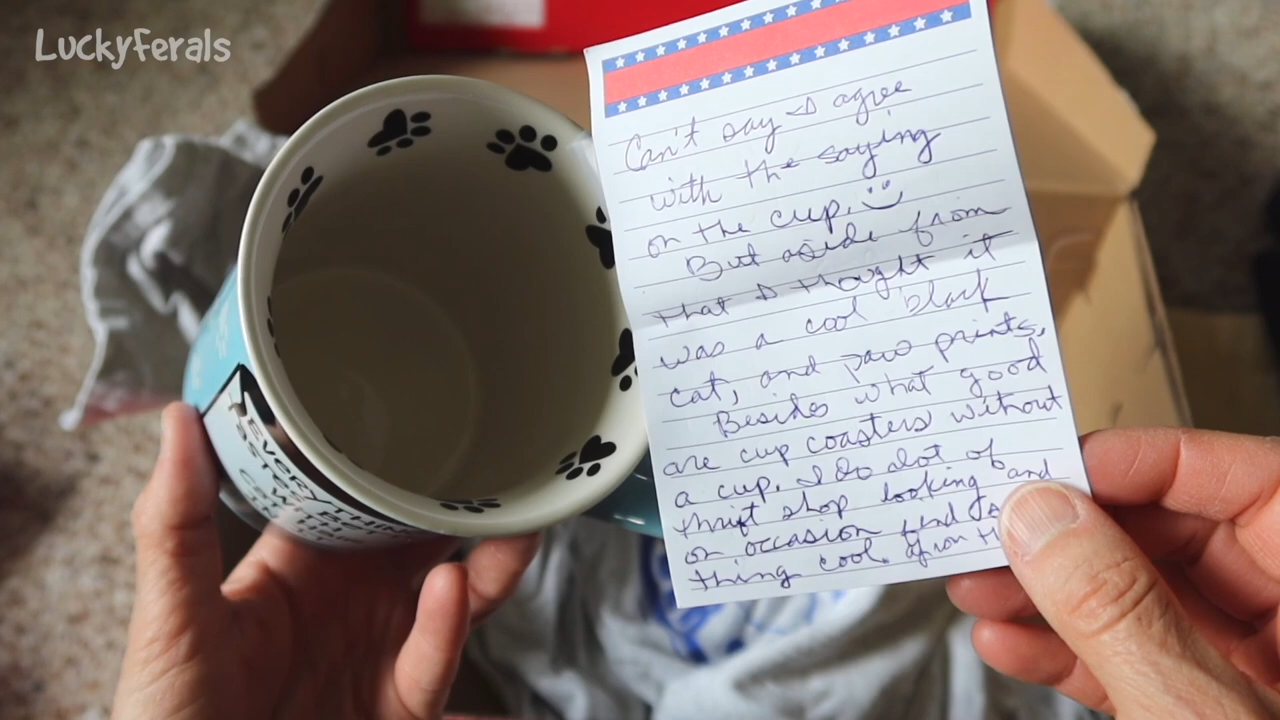 LuckyFerals
Can't say I agree
with the saying
on the cup.
But aside from
that I thought it
was a cool black
cat, and paw prints,
Besides what good
are cup coasters without
a cup. I do alot of
thrift shop looking and
on occasion find
thing cool.
EVERYTHING